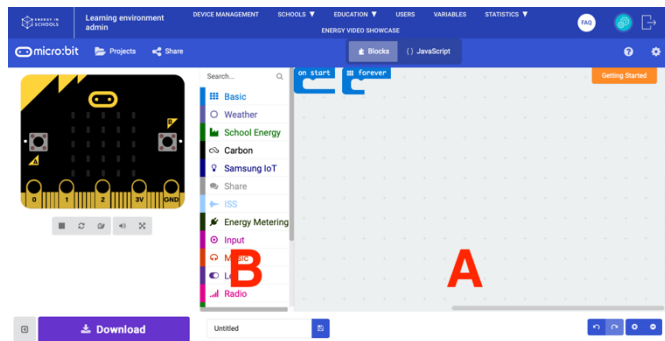 ENERGY IN
SCHOOLS
Learning environment
admin
DEVICE MANAGEMENT SCHOOLS ▼ EDUCATION ▼ USERS VARIABLES STATISTICS ▼
ENERGY VIDEO SHOWCASE
FAQ
micro:bit Projects Share
Blocks {} JavaScript
Search...
on start forever
Getting Started
Basic
Weather
School Energy
Carbon
Samsung IoT
Share
ISS
Energy Metering
Input
Music
Radio
B
A
B
A
0 1 2 3V GND
Download
Untitled